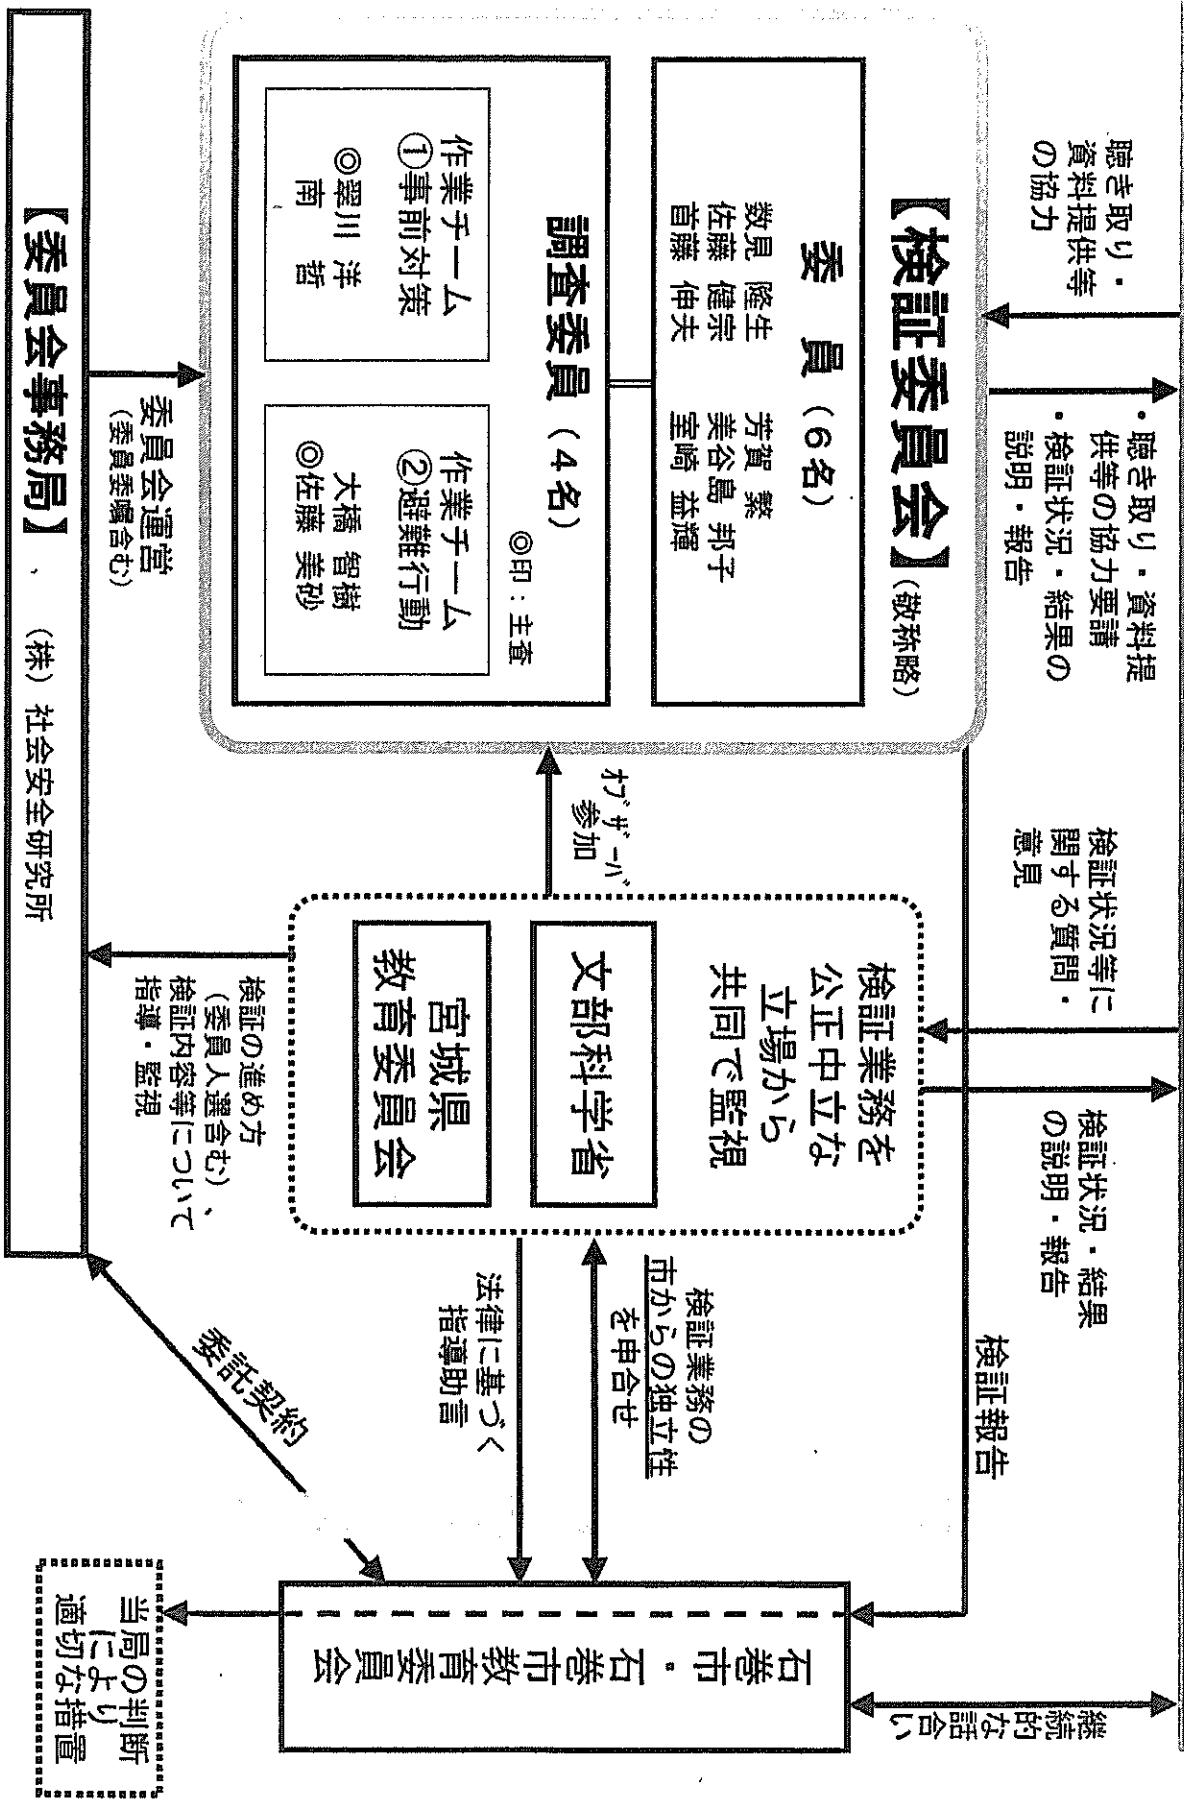 聴き取り・
資料提供等
の協力
・聴き取り・資料提
供等の協力要請
・検証状況・結果の
説明・報告
検証状況等に
関する質問・
意見
検証状況・結果
の説明・報告
継続的な話合い
【検証委員会】(敬称略)
委 員(6名)
数見 隆生 芳賀 繁
佐藤 健宗 美谷島 邦子
首藤 伸夫 室崎 益輝
調査委員(4名)
◎印:主査
作業チーム
①事前対策
◎翠川 洋
南 哲
作業チーム
②避難行動
大橋 智樹
◎佐藤 美砂
オブザーバ
参加
検証業務を
公正中立な
立場から
共同で監視
文部科学省
宮城県
教育委員会
検証報告
検証業務の
市からの独立性
を申合せ
法律に基づく
指導助言
石巻市・石巻市教育委員会
委員会運営
(委員委嘱含む)
検証の進め方
(委員人選含む)、
検証内容等について
指導・監視
委託契約
【委員会事務局】、 (株)社会安全研究所
当局の判断
により
適切な措置